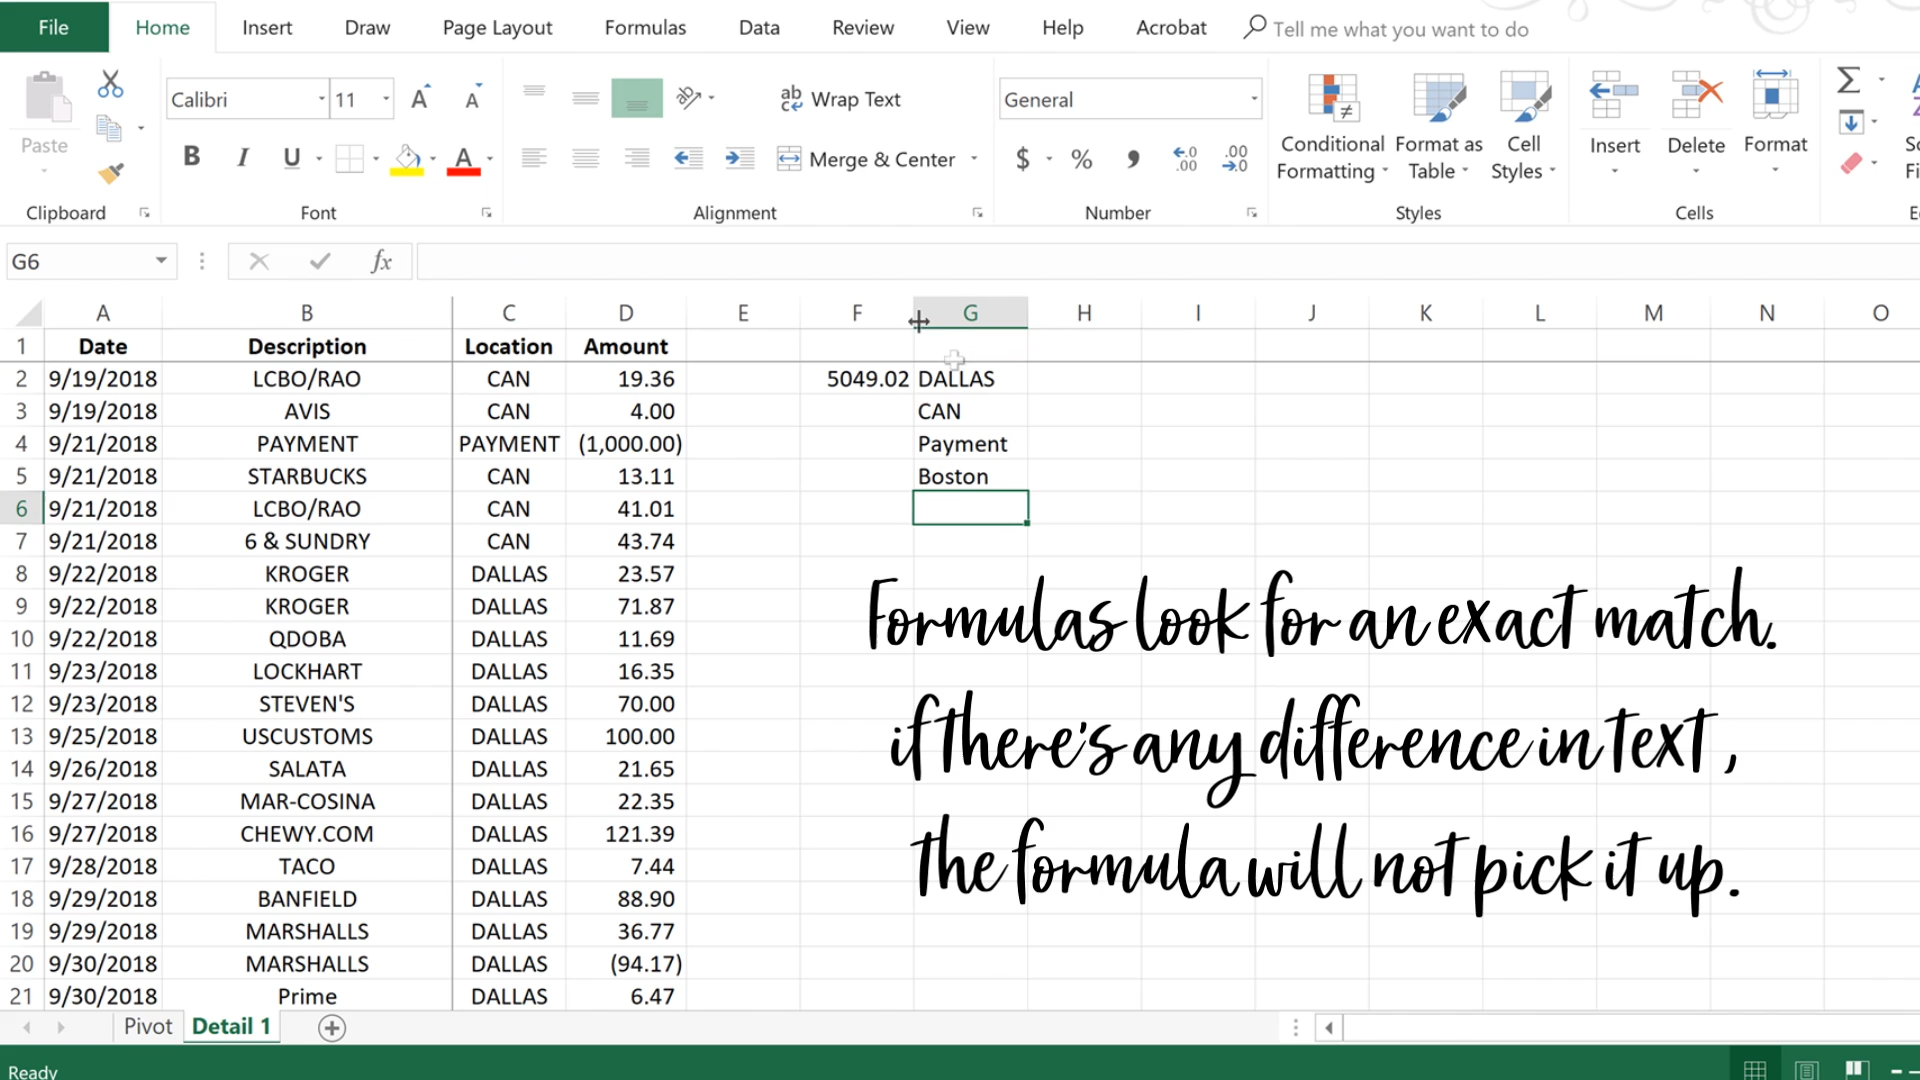 File Home Insert Draw Page Layout Formulas Data Review View Help Acrobat Tell me what you want to do
Calibri 11 A A ab Wrap Text General
Paste B I U A Merge & Center $ % , .0 .00 .00 .0
Conditional Formatting Format as Table Cell Styles Insert Delete Format
Clipboard Font Alignment Number Styles Cells
G6 fx
A B C D E F G H I J K L M N O
1 Date Description Location Amount
2 9/19/2018 LCBO/RAO CAN 19.36 5049.02 DALLAS
3 9/19/2018 AVIS CAN 4.00 CAN
4 9/21/2018 PAYMENT PAYMENT (1,000.00) Payment
5 9/21/2018 STARBUCKS CAN 13.11 Boston
6 9/21/2018 LCBO/RAO CAN 41.01
7 9/21/2018 6 & SUNDRY CAN 43.74
8 9/22/2018 KROGER DALLAS 23.57
9 9/22/2018 KROGER DALLAS 71.87
10 9/22/2018 QDOBA DALLAS 11.69
11 9/23/2018 LOCKHART DALLAS 16.35
12 9/23/2018 STEVEN'S DALLAS 70.00
13 9/25/2018 USCUSTOMS DALLAS 100.00
14 9/26/2018 SALATA DALLAS 21.65
15 9/27/2018 MAR-COSINA DALLAS 22.35
16 9/27/2018 CHEWY.COM DALLAS 121.39
17 9/28/2018 TACO DALLAS 7.44
18 9/29/2018 BANFIELD DALLAS 88.90
19 9/29/2018 MARSHALLS DALLAS 36.77
20 9/30/2018 MARSHALLS DALLAS (94.17)
21 9/30/2018 Prime DALLAS 6.47
Formulas look for an exact match.
if there's any difference in text,
the formula will not pick it up.
Pivot Detail 1
Ready